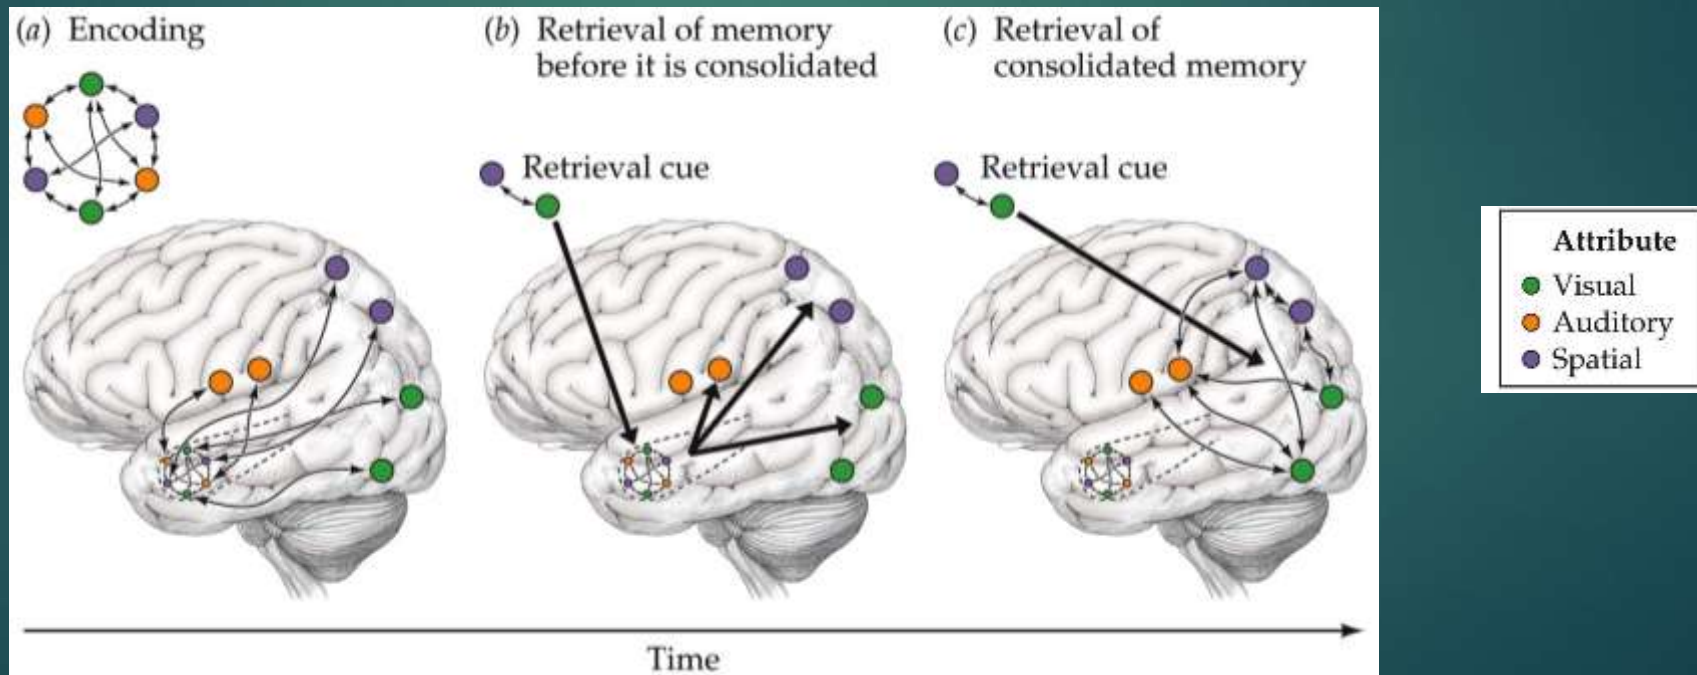 (a) Encoding
(b) Retrieval of memory
before it is consolidated
(c) Retrieval of
consolidated memory
Retrieval cue
Retrieval cue
Attribute
Visual
Auditory
Spatial
Time